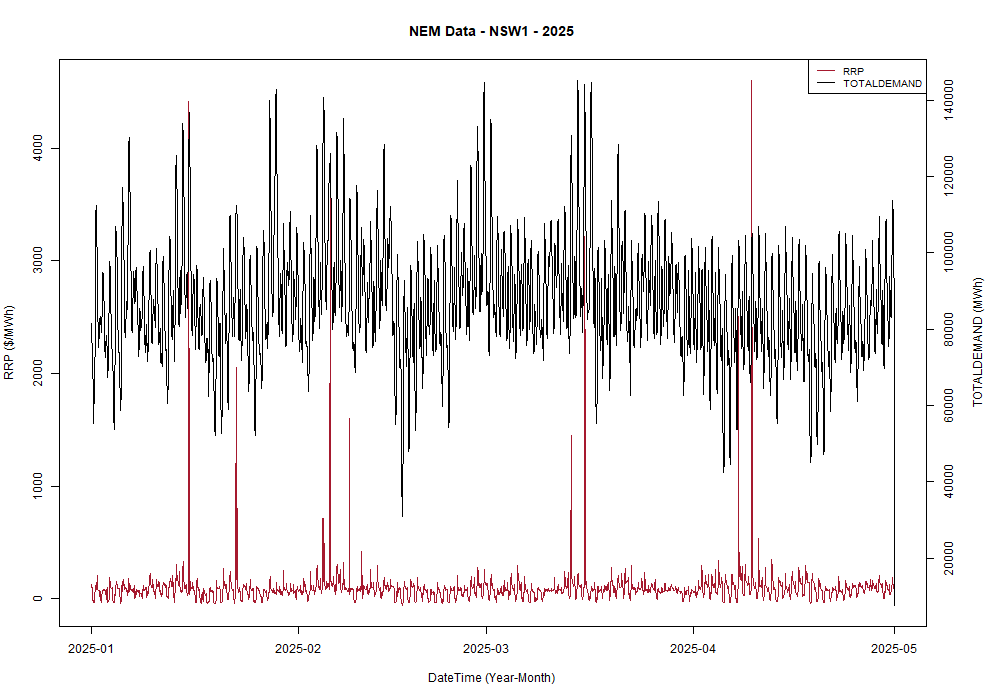 NEM Data - NSW1 - 2025
RRP
TOTALDEMAND
RRP ($/MWh)
0
1000
2000
3000
4000
20000
40000
60000
80000
100000
120000
140000
TOTALDEMAND (MWh)
2025-01
2025-02
2025-03
2025-04
2025-05
DateTime (Year-Month)